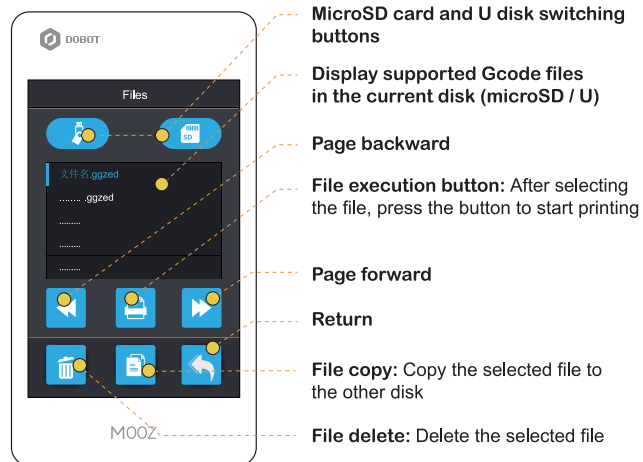 DOBOT
Files
SD
文件名.ggzed
........ .ggzed
.........
.........
.........
MOOZ
MicroSD card and U disk switching
buttons
Display supported Gcode files
in the current disk (microSD / U)
Page backward
File execution button: After selecting
the file, press the button to start printing
Page forward
Return
File copy: Copy the selected file to
the other disk
File delete: Delete the selected file